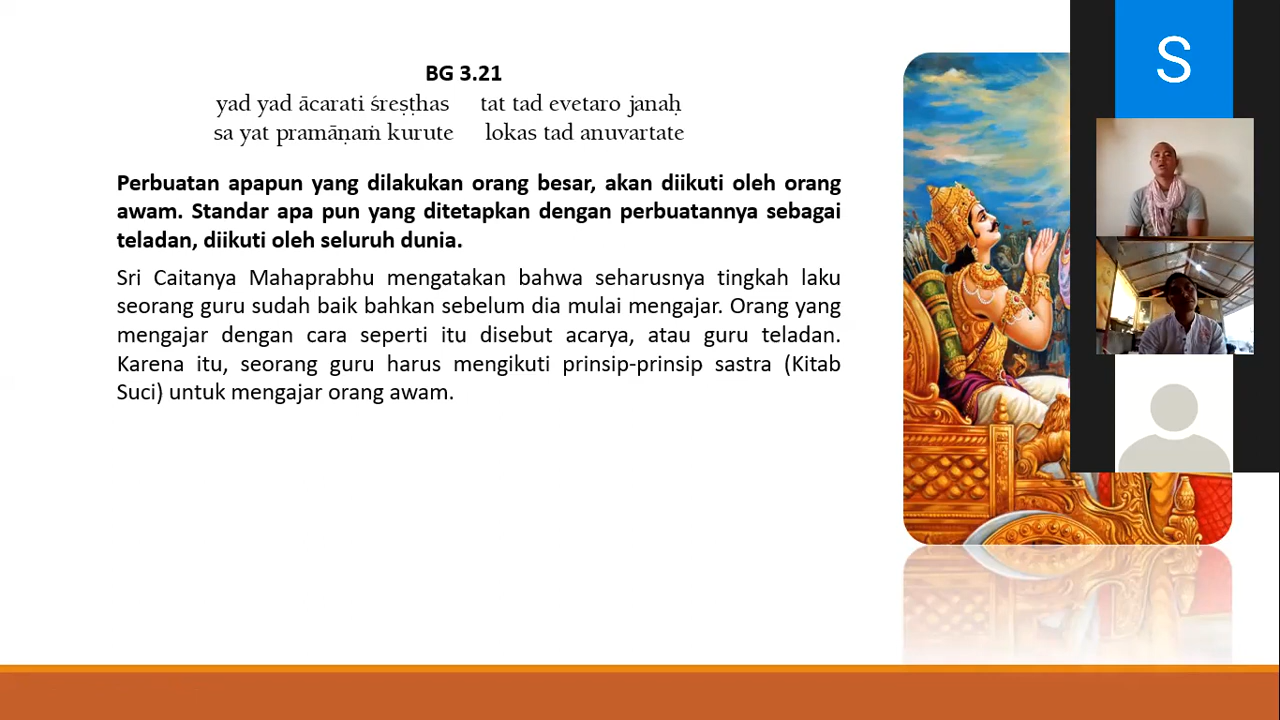 BG 3.21
yad yad ācarati śreṣṭhas tat tad evetaro janaḥ
sa yat pramāṇaṁ kurute lokas tad anuvartate
Perbuatan apapun yang dilakukan orang besar, akan diikuti oleh orang
awam. Standar apa pun yang ditetapkan dengan perbuatannya sebagai
teladan, diikuti oleh seluruh dunia.
Sri Caitanya Mahaprabhu mengatakan bahwa seharusnya tingkah laku
seorang guru sudah baik bahkan sebelum dia mulai mengajar. Orang yang
mengajar dengan cara seperti itu disebut acarya, atau guru teladan.
Karena itu, seorang guru harus mengikuti prinsip-prinsip sastra (Kitab
Suci) untuk mengajar orang awam.
S